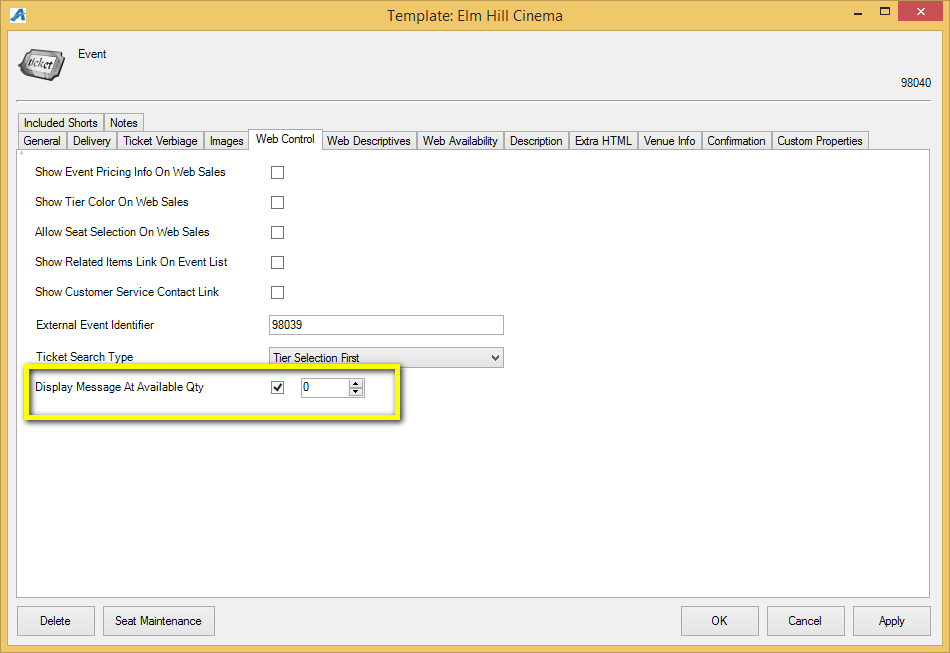 Template: Elm Hill Cinema
ticket
Event
98040
Included Shorts Notes
General Delivery Ticket Verbiage Images Web Control Web Descriptives Web Availability Description Extra HTML Venue Info Confirmation Custom Properties
Show Event Pricing Info On Web Sales
Show Tier Color On Web Sales
Allow Seat Selection On Web Sales
Show Related Items Link On Event List
Show Customer Service Contact Link
External Event Identifier 98039
Ticket Search Type Tier Selection First
Display Message At Available Qty 0
Delete Seat Maintenance OK Cancel Apply